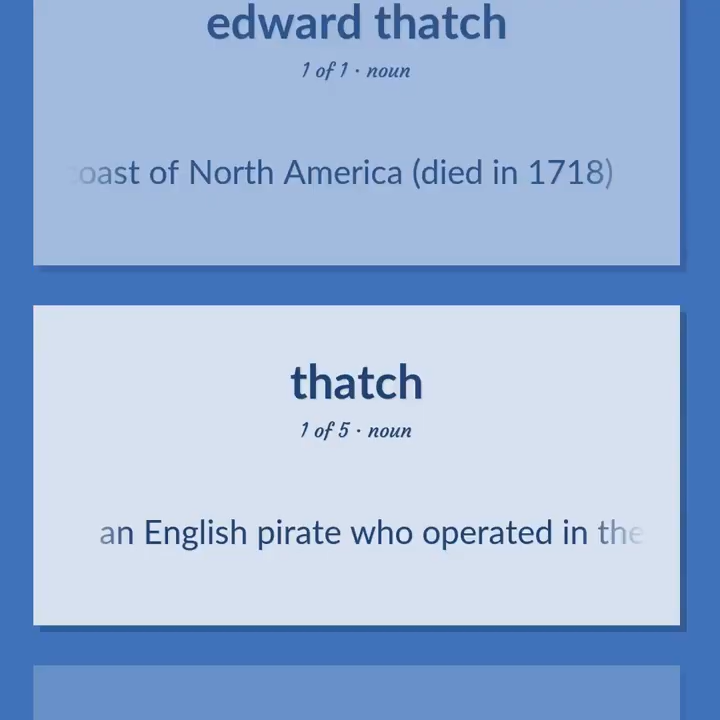 edward thatch
1 of 1 · noun
coast of North America (died in 1718)
thatch
1 of 5 · noun
an English pirate who operated in the